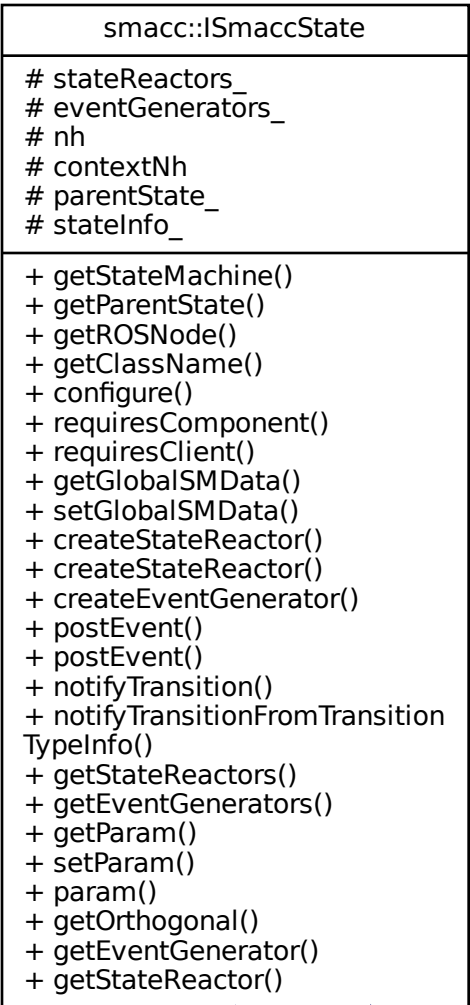 smacc::ISmaccState
# stateReactors_
# eventGenerators_
# nh
# contextNh
# parentState_
# stateInfo_
+ getStateMachine()
+ getParentState()
+ getROSNode()
+ getClassName()
+ configure()
+ requiresComponent()
+ requiresClient()
+ getGlobalSMData()
+ setGlobalSMData()
+ createStateReactor()
+ createStateReactor()
+ createEventGenerator()
+ postEvent()
+ postEvent()
+ notifyTransition()
+ notifyTransitionFromTransition
TypeInfo()
+ getStateReactors()
+ getEventGenerators()
+ getParam()
+ setParam()
+ param()
+ getOrthogonal()
+ getEventGenerator()
+ getStateReactor()